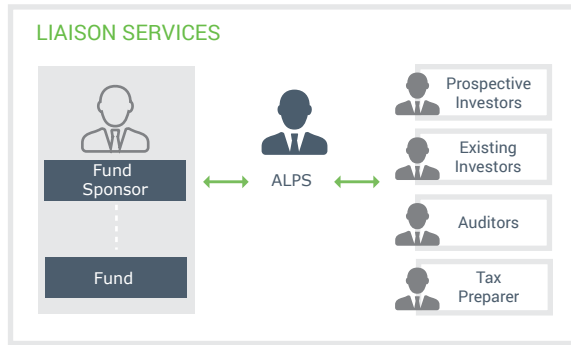 LIAISON SERVICES
Fund
Sponsor
Fund
ALPS
Prospective
Investors
Existing
Investors
Auditors
Tax
Preparer